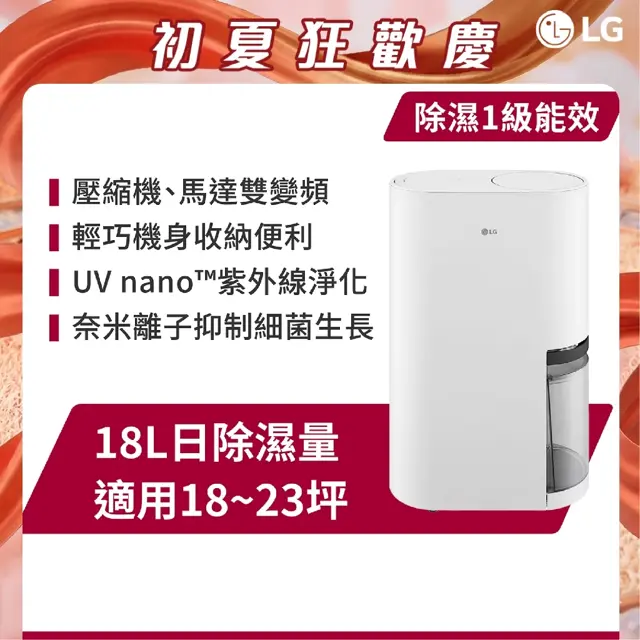 初夏狂歡慶
LG
除濕1級能效
壓縮機、馬達雙變頻
輕巧機身收納便利
UV nano™紫外線淨化
奈米離子抑制細菌生長
LG
18L日除濕量
適用18~23坪